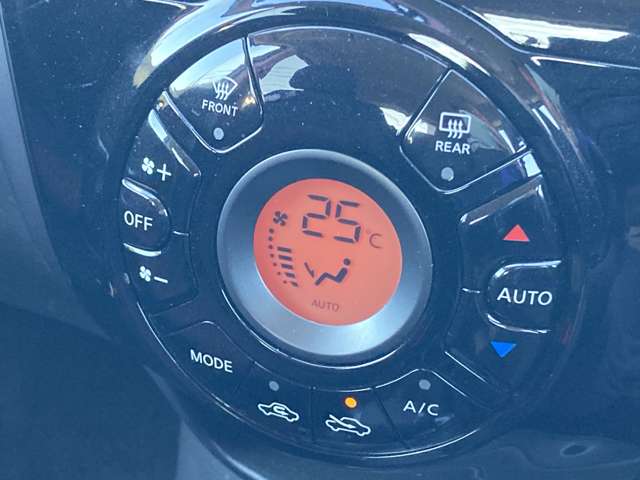 FRONT
REAR
+
OFF
-
25°C
AUTO
AUTO
MODE
A/C